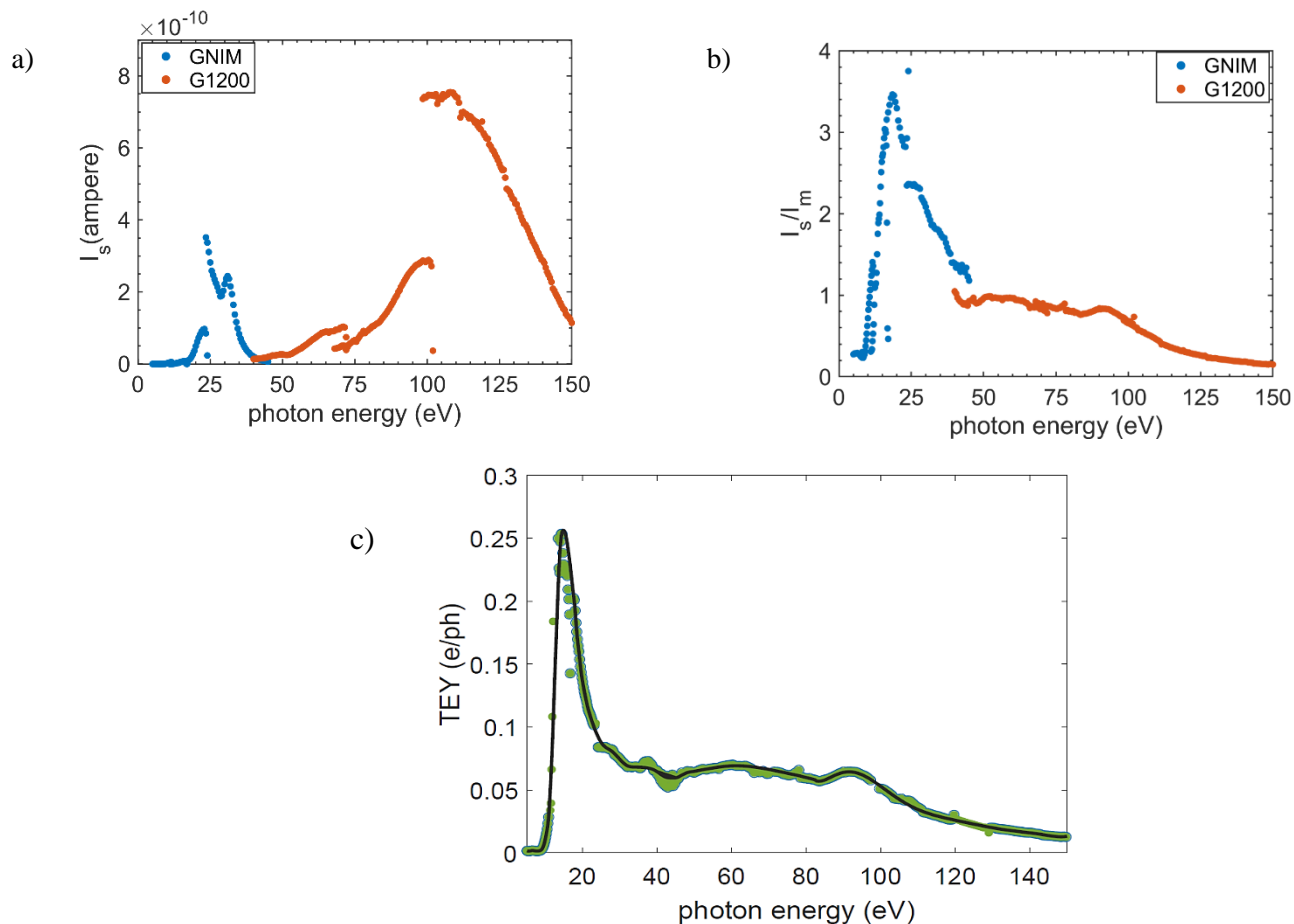 a)
×10-10
GNIM
G1200
8
6
4
2
0
0 25 50 75 100 125 150
I_s(ampere)
photon energy (eV)
b)
GNIM
G1200
4
3
2
1
0
0 25 50 75 100 125 150
I_s/I_m
photon energy (eV)
c)
0.3
0.25
0.2
0.15
0.1
0.05
0
20 40 60 80 100 120 140
TEY (e/ph)
photon energy (eV)